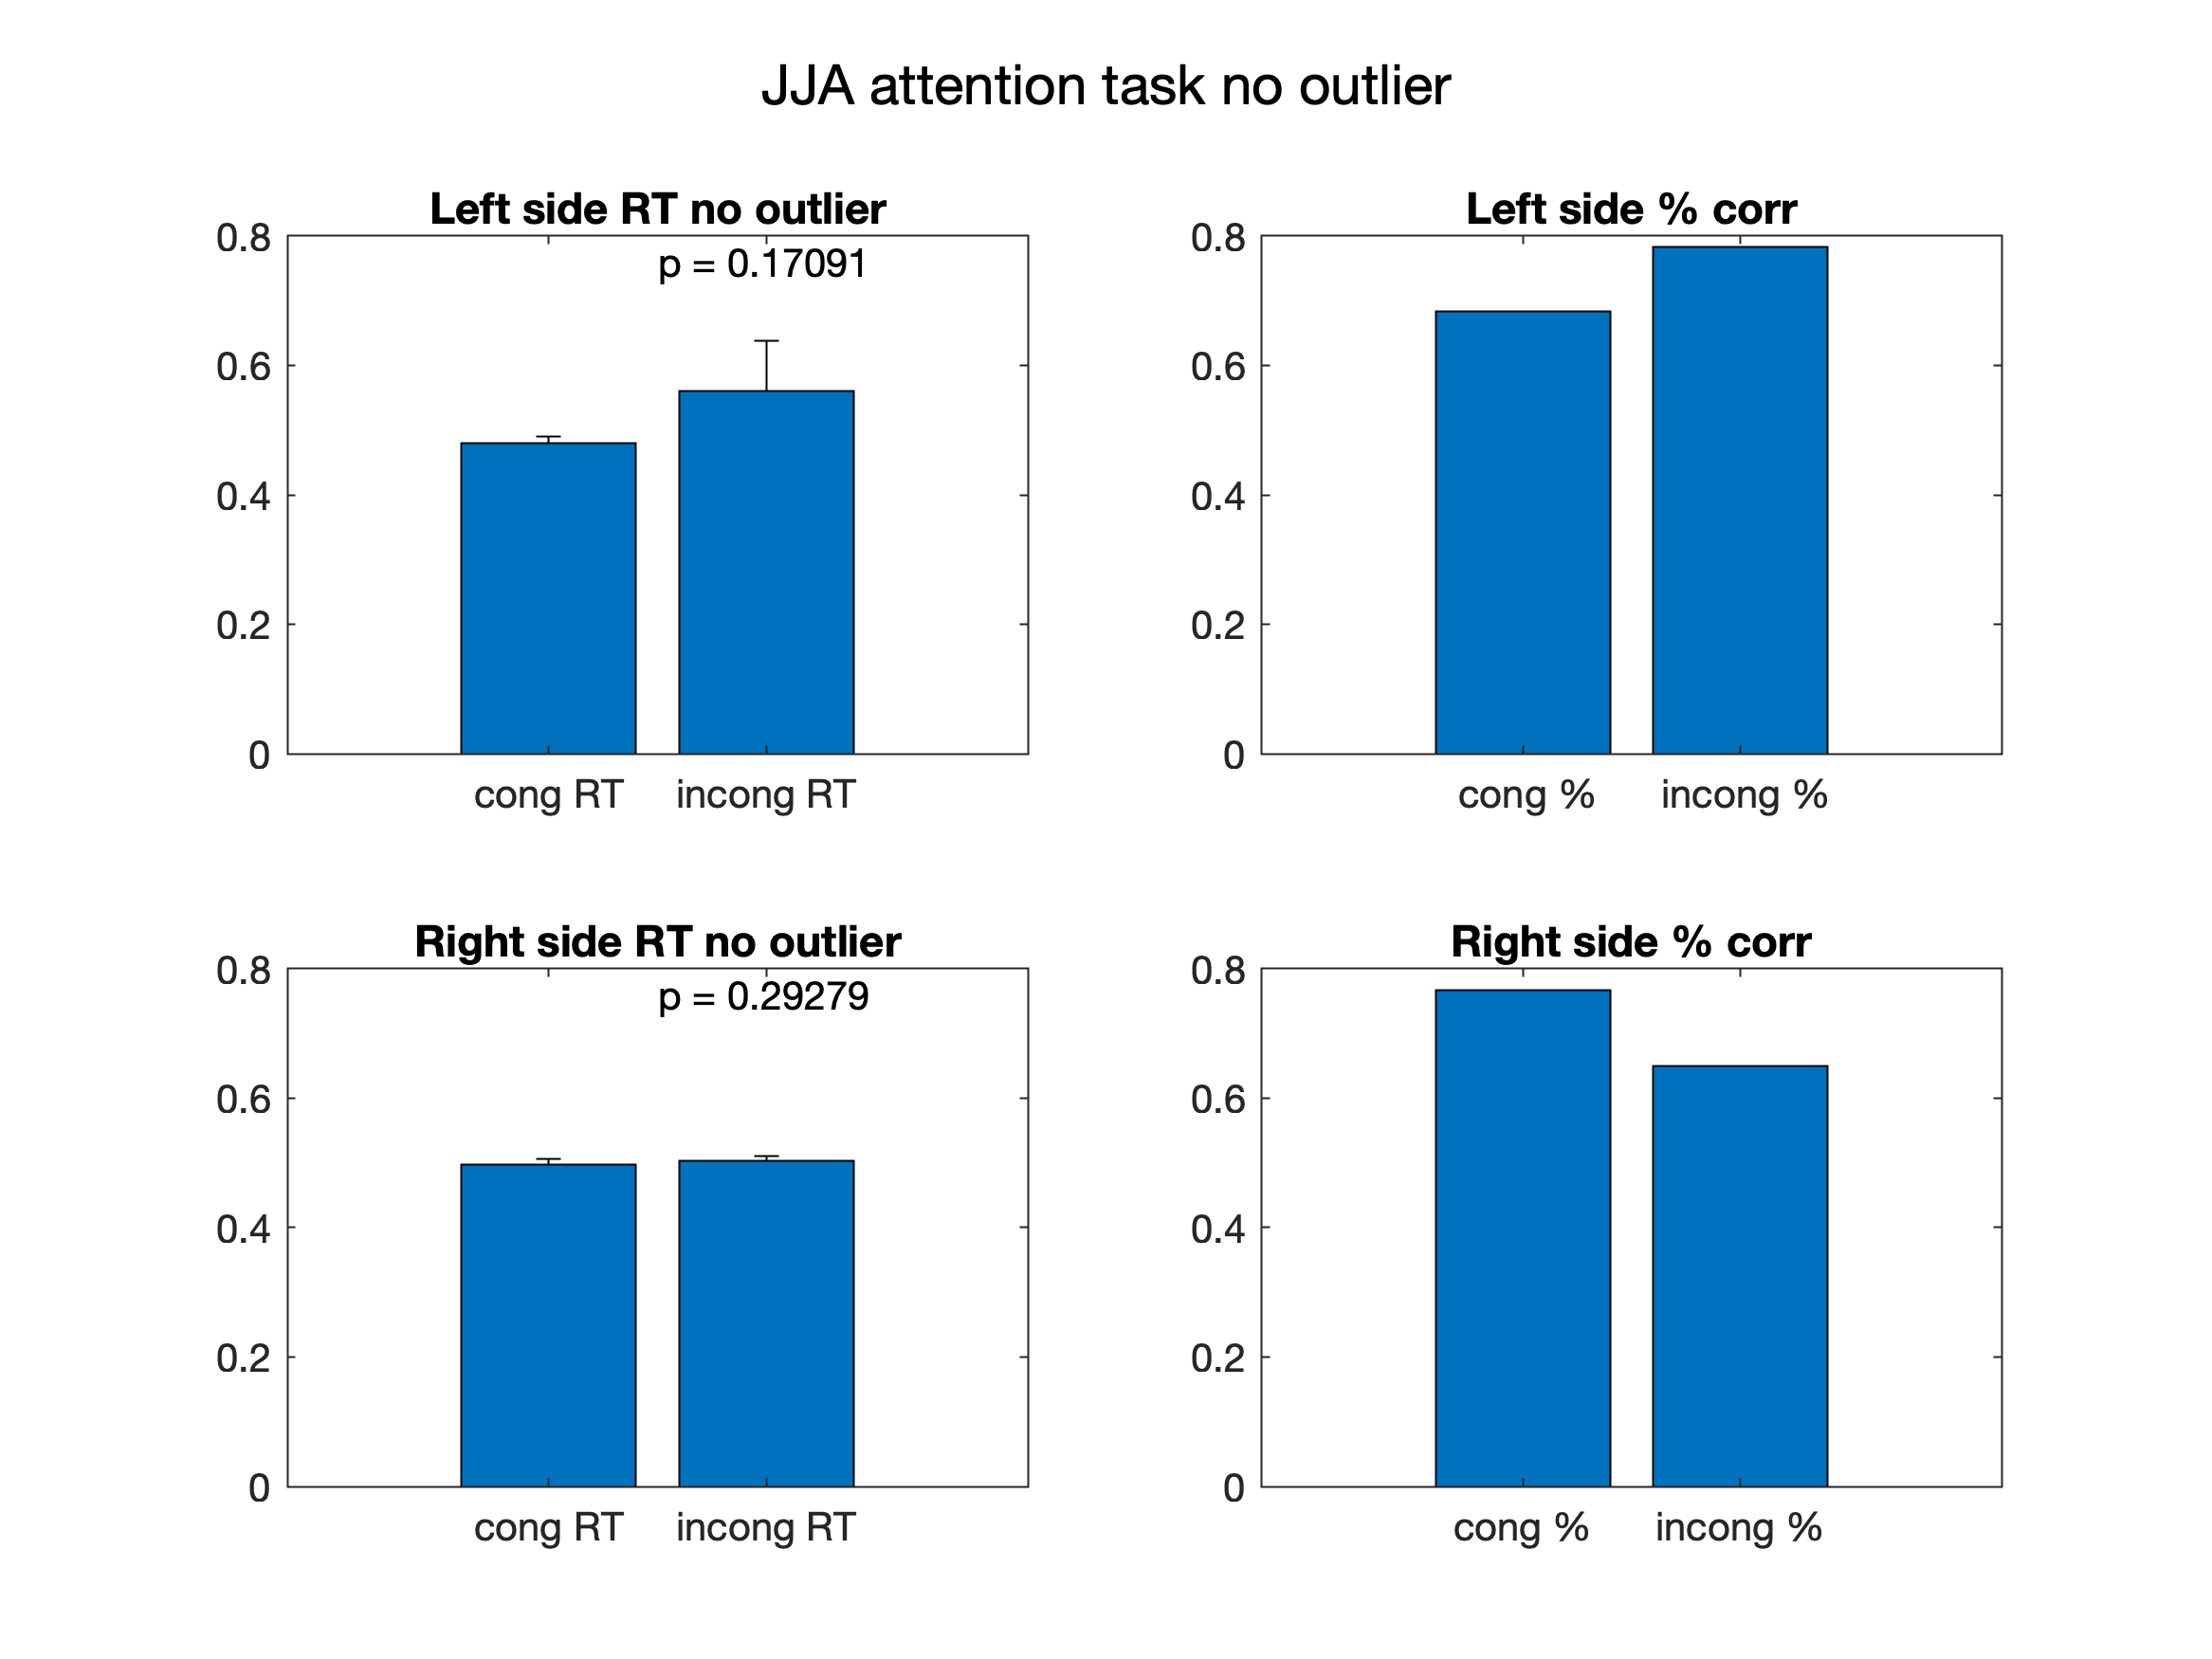 JJA attention task no outlier
Left side RT no outlier
p = 0.17091
0.8
0.6
0.4
0.2
0
cong RT
incong RT
Left side % corr
0.8
0.6
0.4
0.2
0
cong %
incong %
Right side RT no outlier
p = 0.29279
0.8
0.6
0.4
0.2
0
cong RT
incong RT
Right side % corr
0.8
0.6
0.4
0.2
0
cong %
incong %